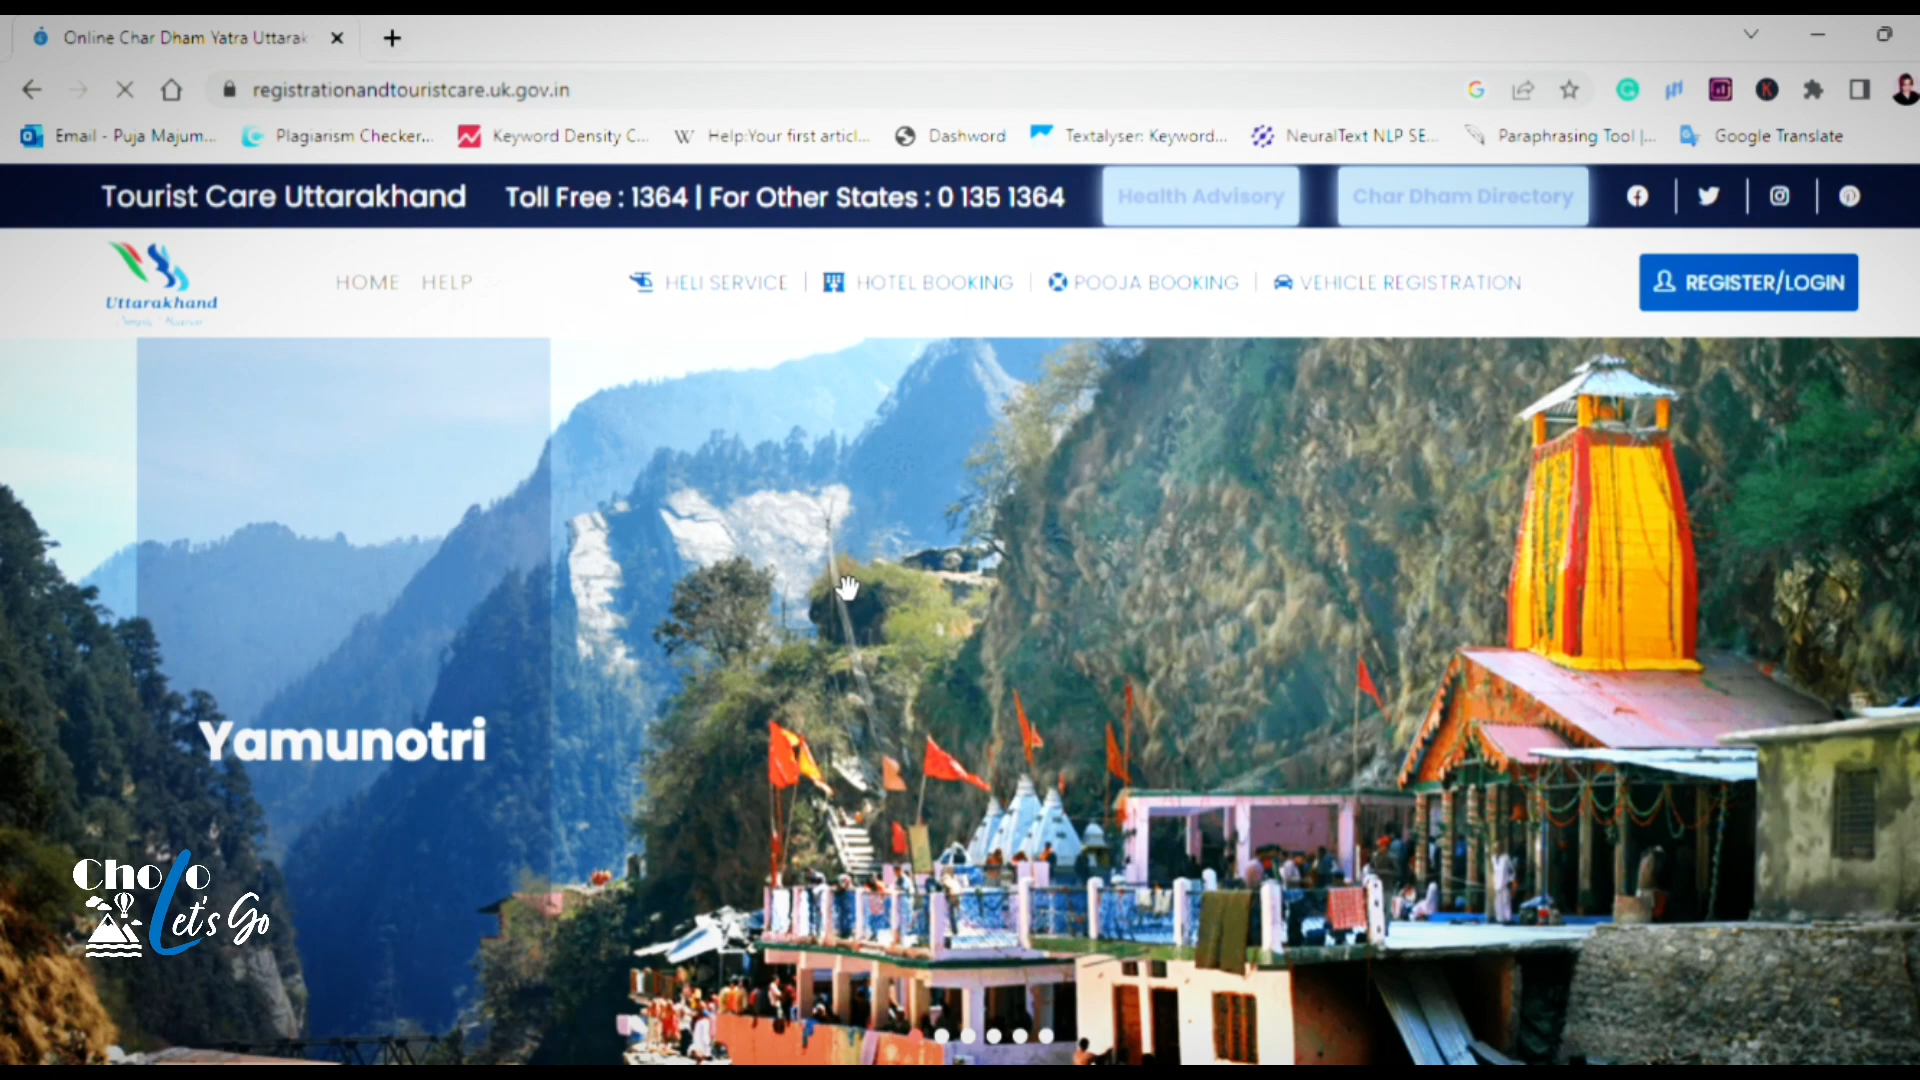 Online Char Dham Yatra Uttarak
registrationandtouristcare.uk.gov.in
Email - Puja Majum...
Plagiarism Checker...
Keyword Density C...
Help:Your first articl...
Dashword
Textalyser: Keyword...
NeuralText NLP SE...
Paraphrasing Tool |...
Google Translate
Tourist Care Uttarakhand
Toll Free : 1364 | For Other States : 0 135 1364
Health Advisory
Char Dham Directory
Uttarakhand
HOME
HELP
HELI SERVICE
HOTEL BOOKING
POOJA BOOKING
VEHICLE REGISTRATION
REGISTER/LOGIN
Yamunotri
Cholo
Let's Go